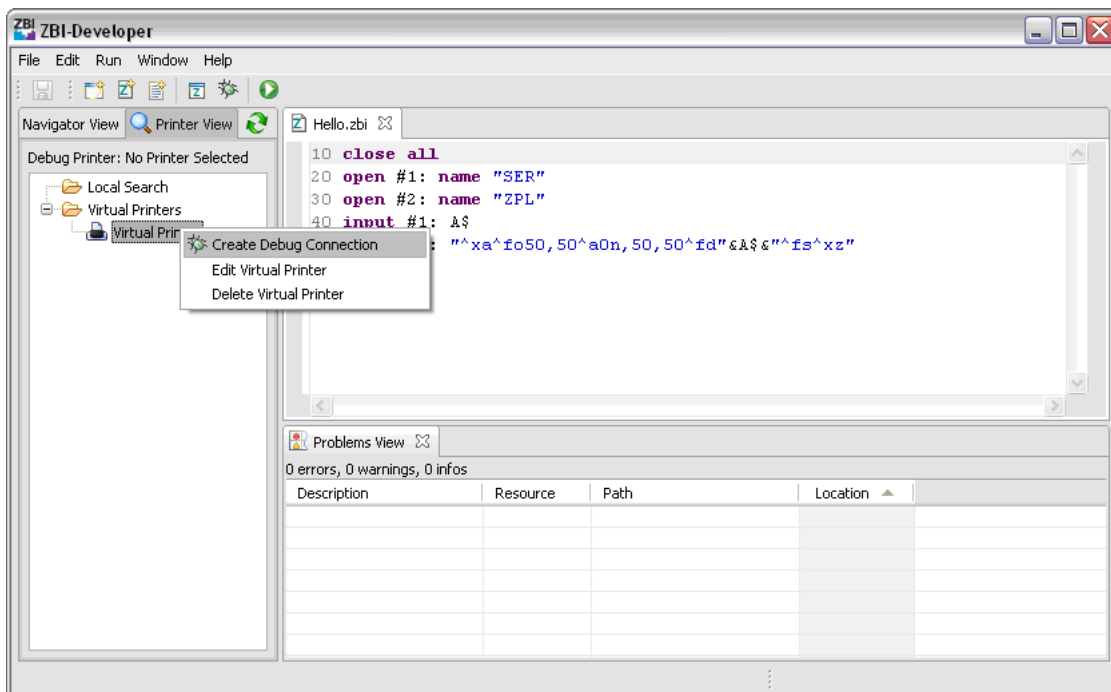 ZBI ZBI-Developer
File Edit Run Window Help
Navigator View Printer View
Debug Printer: No Printer Selected
Local Search
Virtual Printers
Virtual Prin
Create Debug Connection
Edit Virtual Printer
Delete Virtual Printer
Hello.zbi
10 close all
20 open #1: name "SER"
30 open #2: name "ZPL"
40 input #1: A$
: "^xa^fo50,50^a0n,50,50^fd"&A$&"^fs^xz"
Problems View
0 errors, 0 warnings, 0 infos
Description Resource Path Location